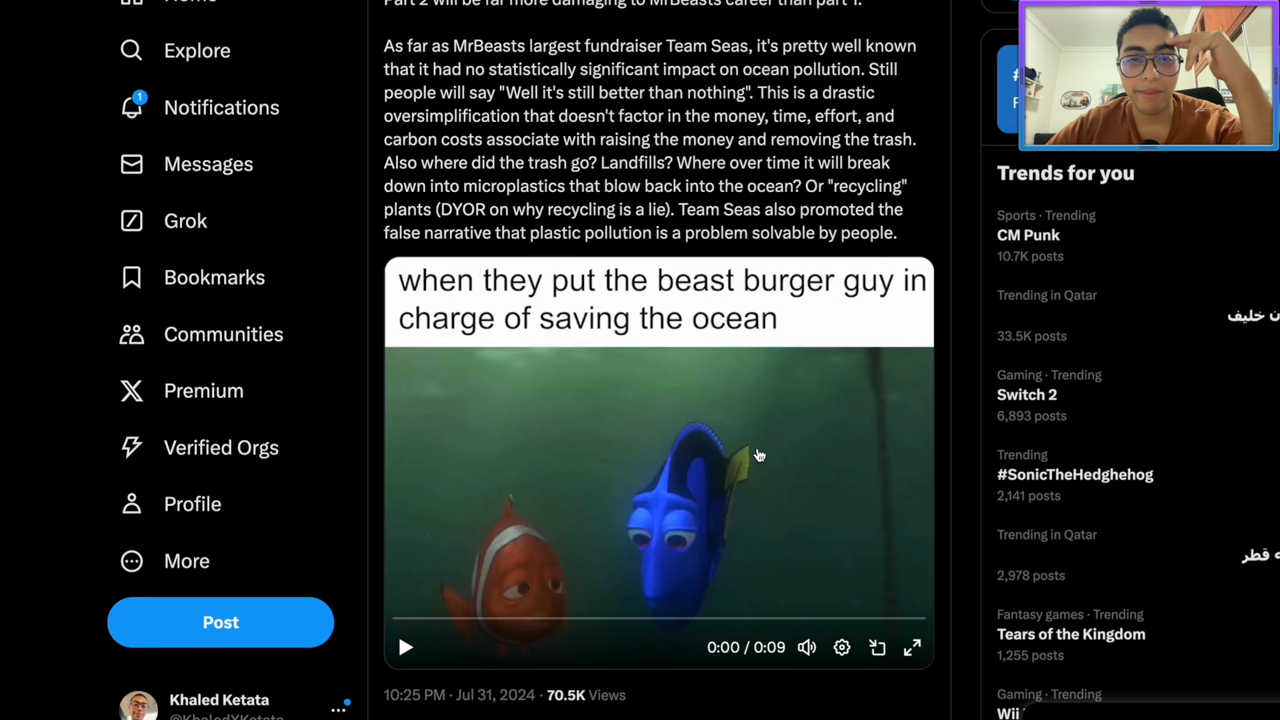 Part 2 will be far more damaging to MrBeasts career than part 1.
As far as MrBeasts largest fundraiser Team Seas, it's pretty well known
that it had no statistically significant impact on ocean pollution. Still
people will say "Well it's still better than nothing". This is a drastic
oversimplification that doesn't factor in the money, time, effort, and
carbon costs associate with raising the money and removing the trash.
Also where did the trash go? Landfills? Where over time it will break
down into microplastics that blow back into the ocean? Or "recycling"
plants (DYOR on why recycling is a lie). Team Seas also promoted the
false narrative that plastic pollution is a problem solvable by people.
when they put the beast burger guy in
charge of saving the ocean
0:00 / 0:09
10:25 PM · Jul 31, 2024 · 70.5K Views
Home
Explore
1
Notifications
Messages
Grok
Bookmarks
Communities
Premium
Verified Orgs
Profile
More
Post
Khaled Ketata
@KhaledXKetata
#
F
Trends for you
Sports · Trending
CM Punk
10.7K posts
Trending in Qatar
ن خليف
33.5K posts
Gaming · Trending
Switch 2
6,893 posts
Trending
#SonicTheHedghehog
2,141 posts
Trending in Qatar
ه قطر
2,978 posts
Fantasy games · Trending
Tears of the Kingdom
1,255 posts
Gaming · Trending
Wii